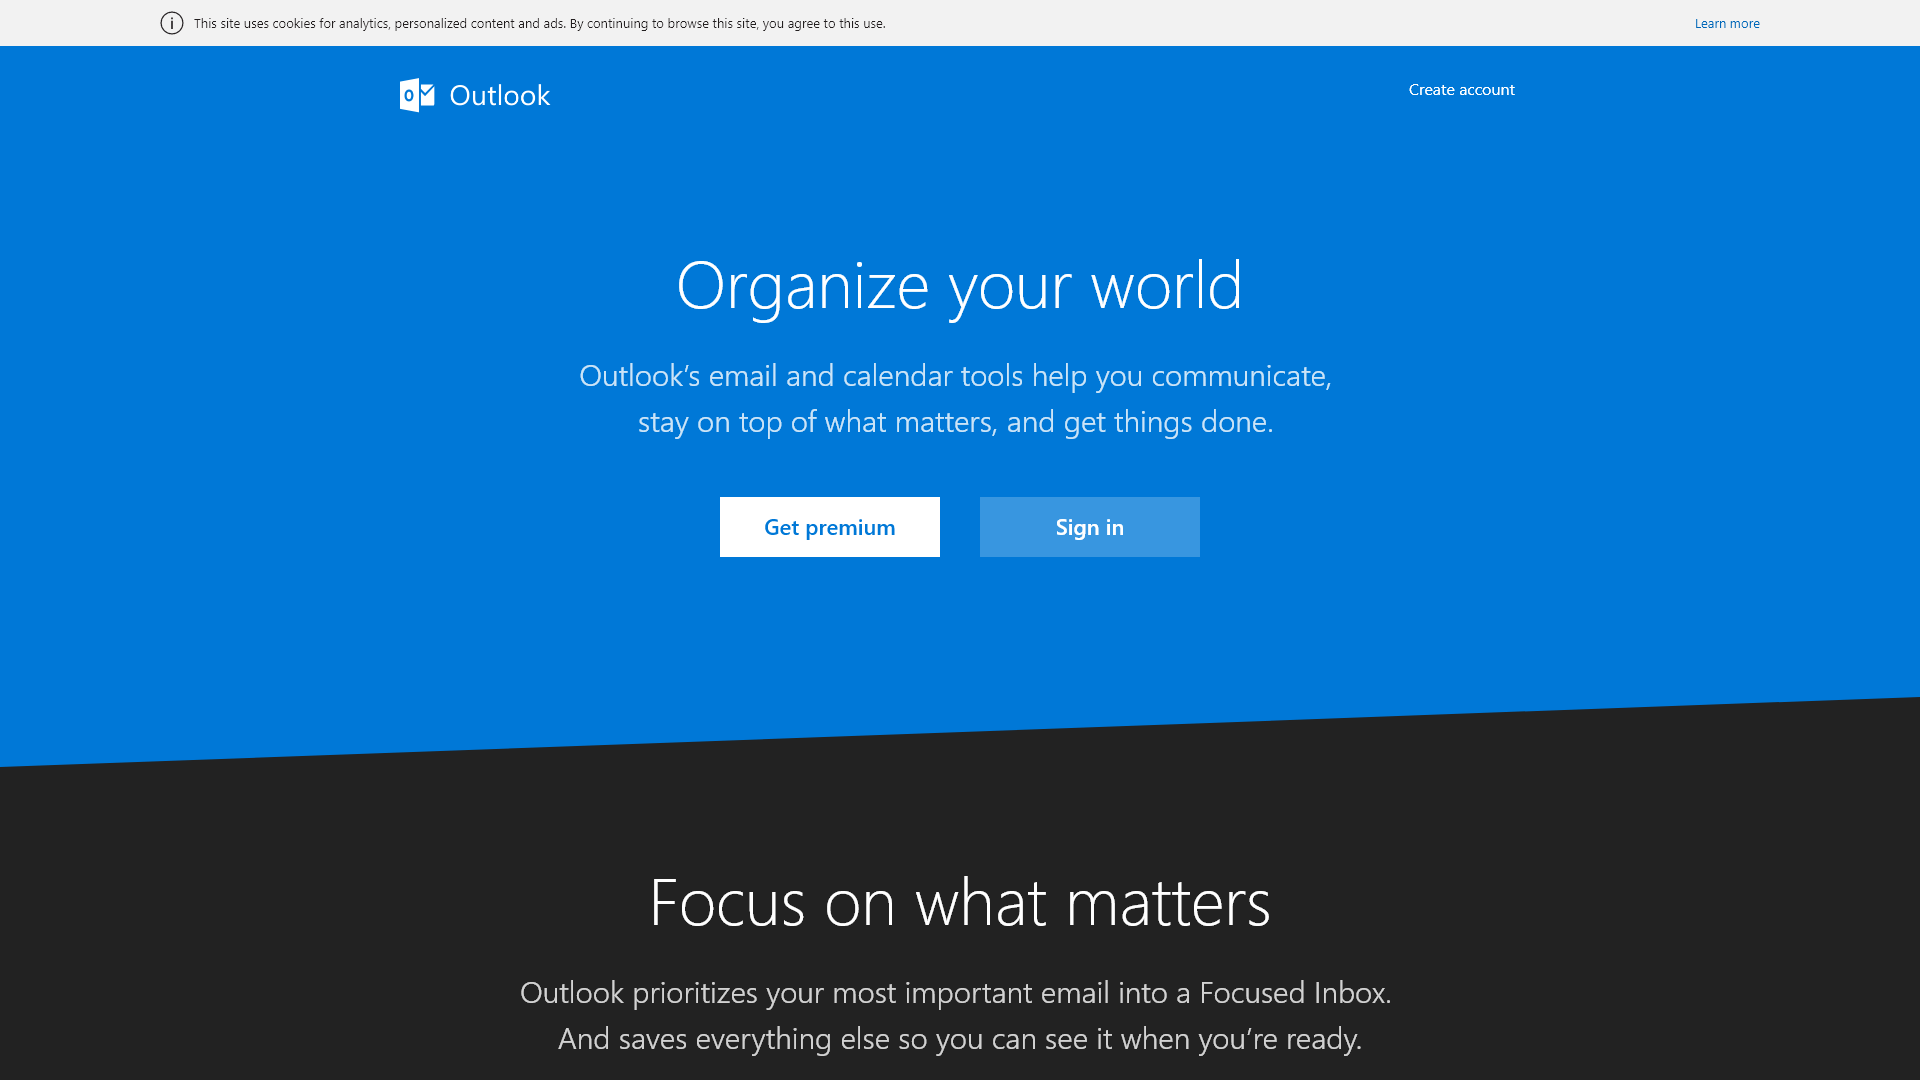 This site uses cookies for analytics, personalized content and ads. By continuing to browse this site, you agree to this use.
Learn more
Outlook
Create account
Organize your world
Outlook’s email and calendar tools help you communicate,
stay on top of what matters, and get things done.
Get premium
Sign in
Focus on what matters
Outlook prioritizes your most important email into a Focused Inbox.
And saves everything else so you can see it when you’re ready.